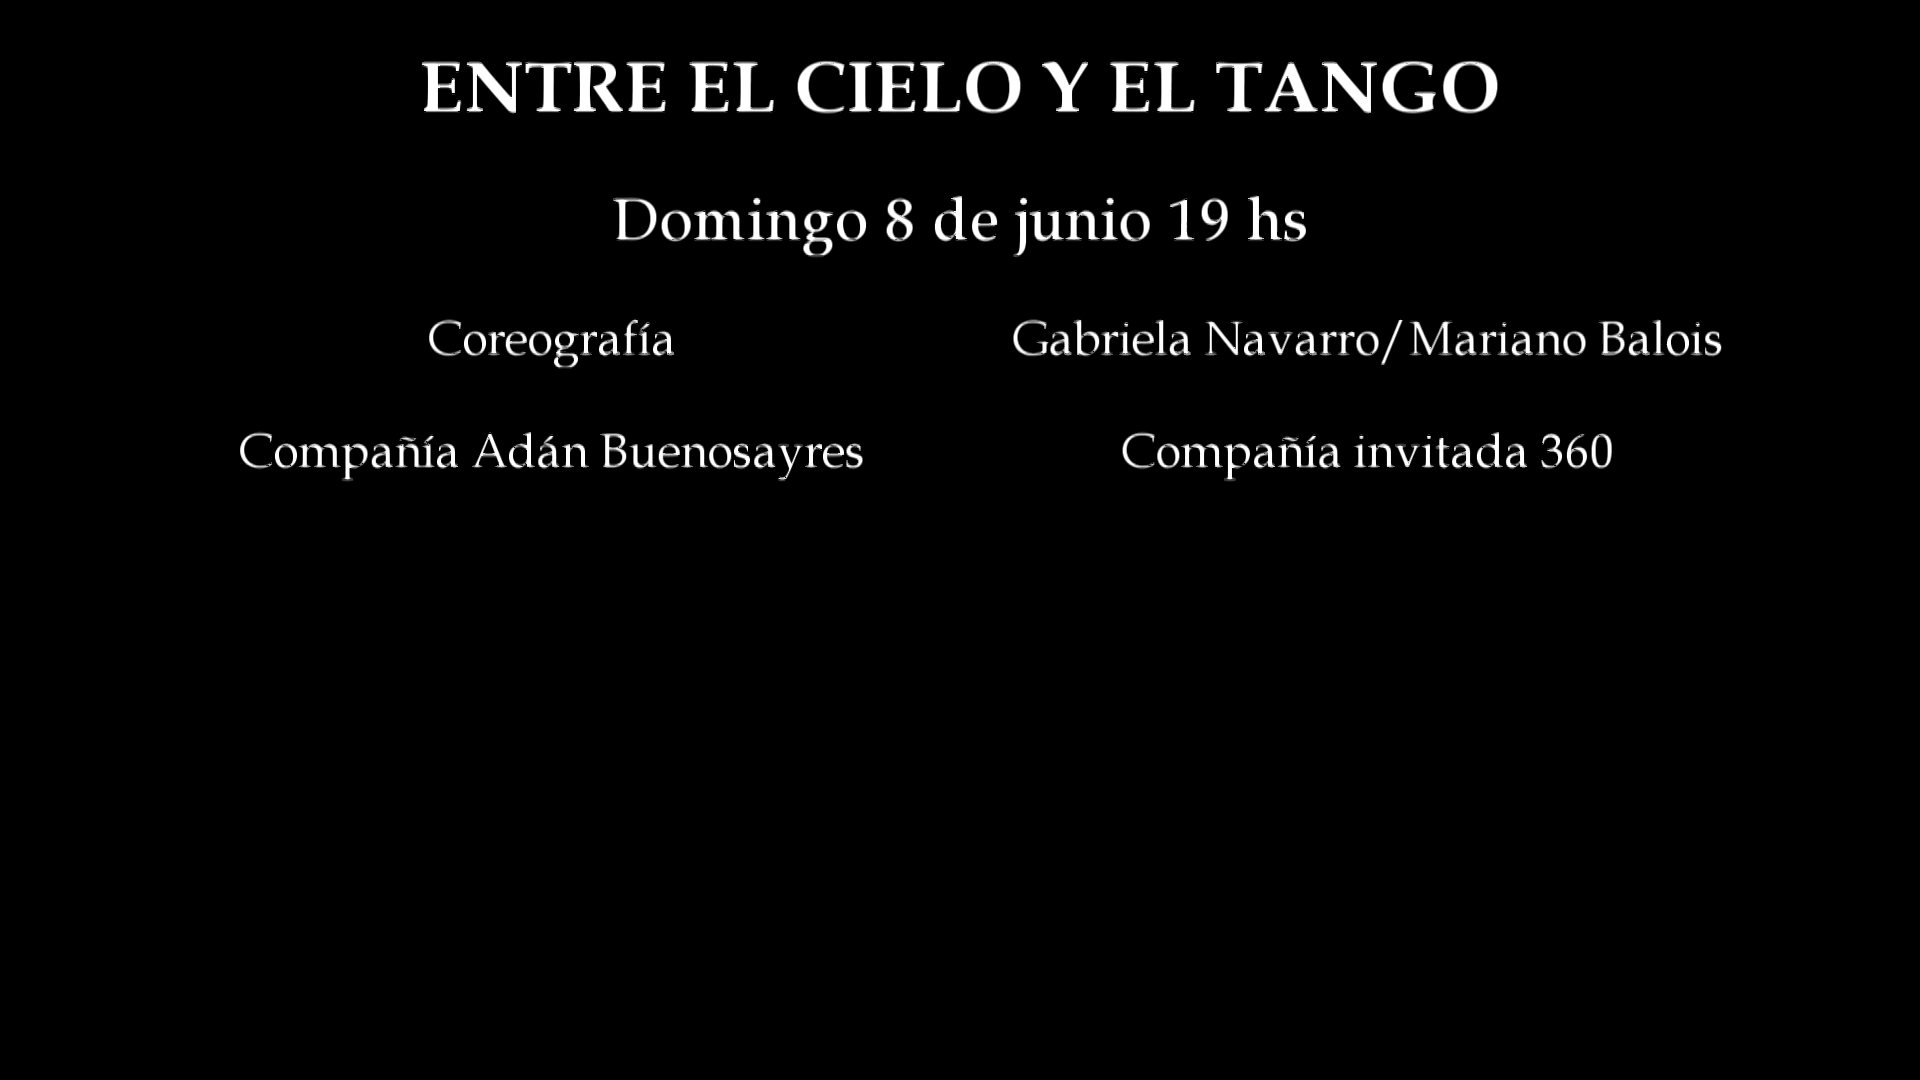 ENTRE EL CIELO Y EL TANGO
Domingo 8 de junio 19 hs
Coreografía Gabriela Navarro/Mariano Balois
Compañía Adán Buenosayres Compañía invitada 360